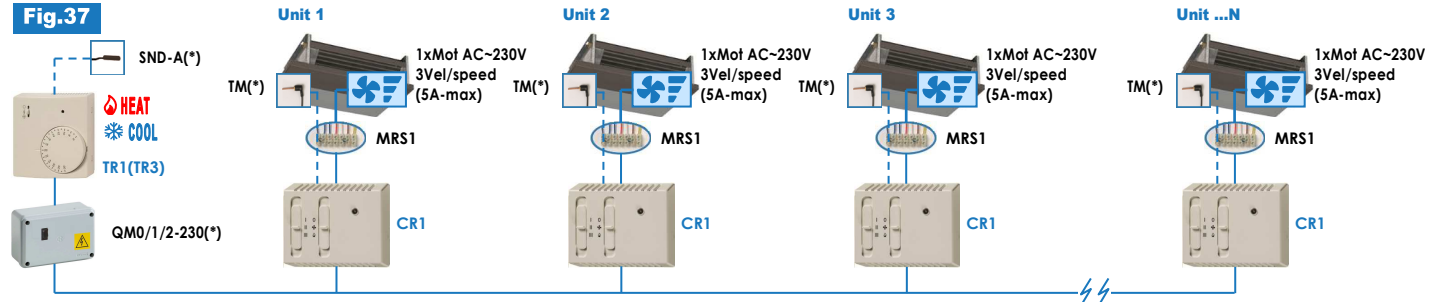 Fig.37
Unit 1
Unit 2
Unit 3
Unit ...N
SND-A(*)
HEAT
COOL
TR1(TR3)
QM0/1/2-230(*)
1xMot AC~230V
3Vel/speed
(5A-max)
TM(*)
MRS1
CR1
1xMot AC~230V
3Vel/speed
(5A-max)
TM(*)
MRS1
CR1
1xMot AC~230V
3Vel/speed
(5A-max)
TM(*)
MRS1
CR1
1xMot AC~230V
3Vel/speed
(5A-max)
TM(*)
MRS1
CR1